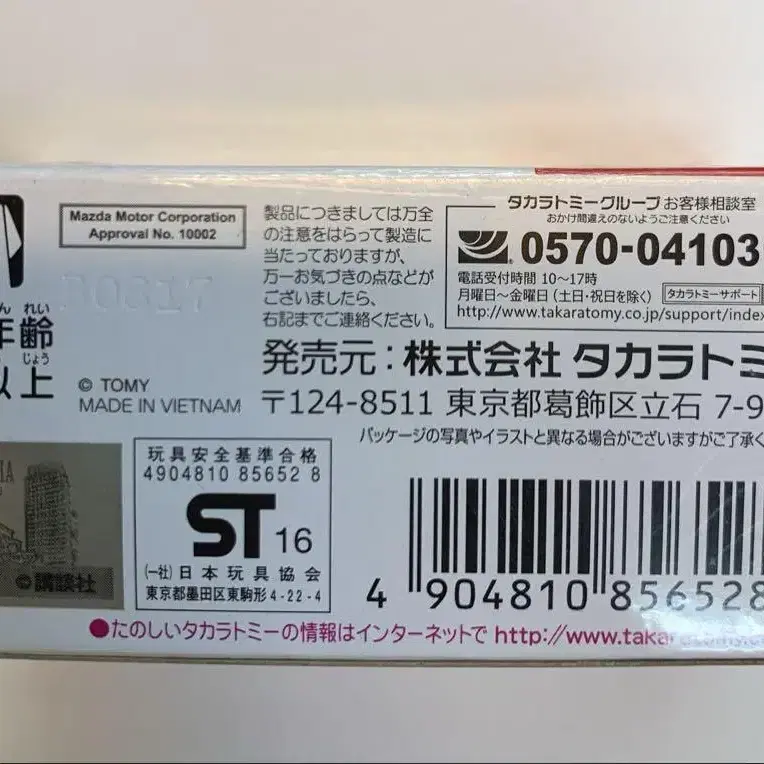 Mazda Motor Corporation
Approval No. 10002
年齢
れい
以上
じょう
© TOMY
MADE IN VIETNAM
製品につきましては万全
の注意をはらって製造に
当たっておりますが、
万一お気づきの点などが
ございましたら、
右記までご連絡ください。
タカラトミーグループお客様相談室
おかけ間違えのないようご注意ください
0570-04103
電話受付時間 10〜17時
月曜日〜金曜日 (土・日・祝日を除く) タカラトミーサポート
http://www.takaratomy.co.jp/support/index
発売元:株式会社 タカラトミ
〒124-8511 東京都葛飾区立石 7-9
パッケージの写真やイラストと異なる場合がございますがご了承く
©講談社
玩具安全基準合格
4904810 85652 8
ST 16
(一社)日本玩具協会
東京都墨田区東駒形4-22-4
4 904810 856528
●たのしいタカラトミーの情報はインターネットで http://www.takaratomy.co